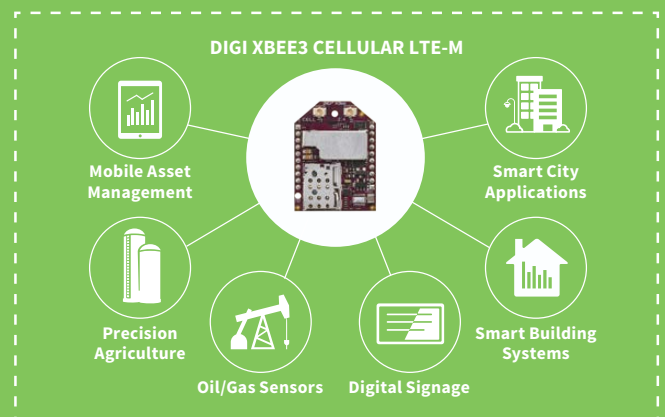 DIGI XBEE3 CELLULAR LTE-M
Mobile Asset
Management
Smart City
Applications
Precision
Agriculture
Smart Building
Systems
Oil/Gas Sensors
Digital Signage